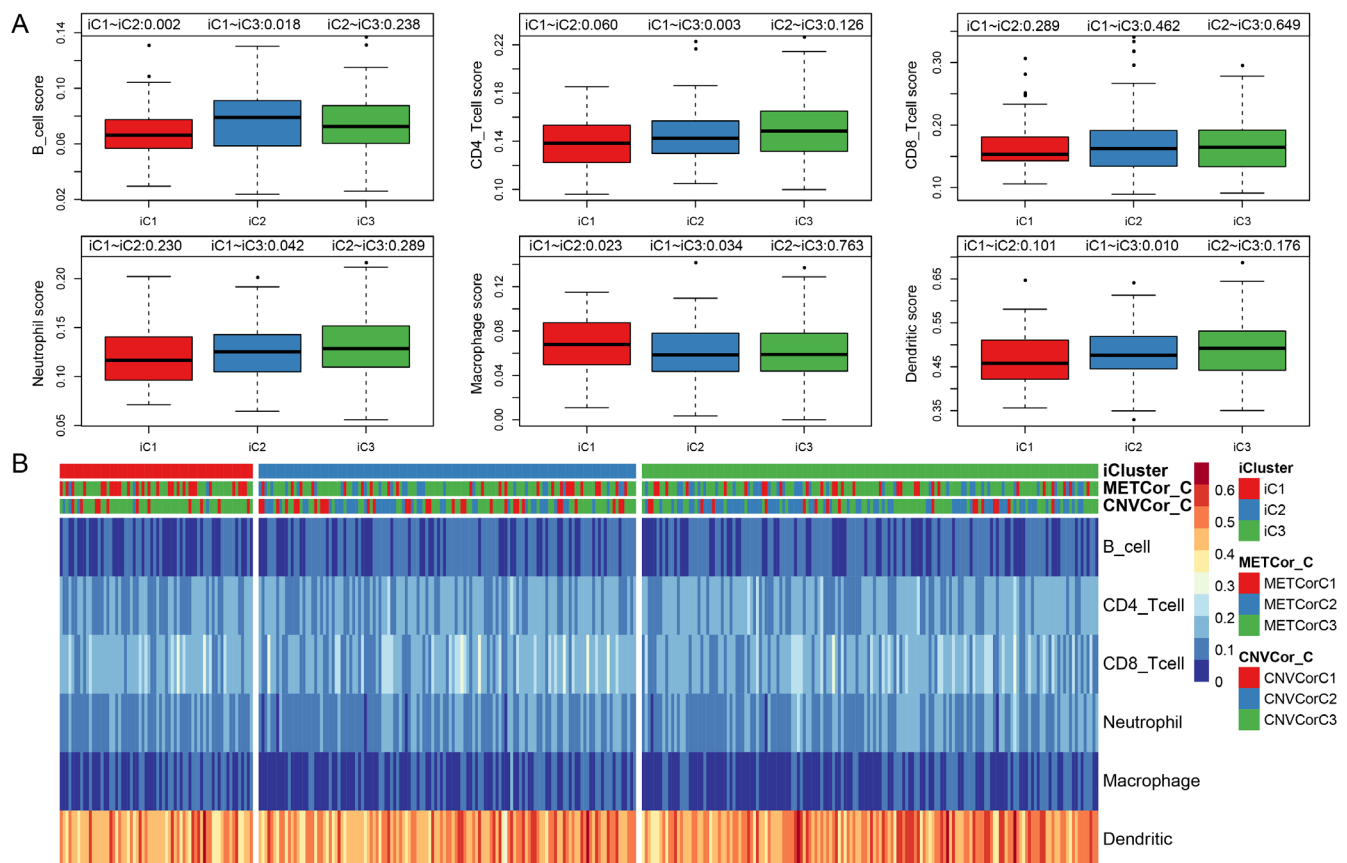 A
iC1~iC2:0.002 iC1~iC3:0.018 iC2~iC3:0.238
B_cell score
0.14
0.10
0.06
0.02
iC1 iC2 iC3
iC1~iC2:0.060 iC1~iC3:0.003 iC2~iC3:0.126
CD4_Tcell score
0.22
0.18
0.14
0.10
iC1 iC2 iC3
iC1~iC2:0.289 iC1~iC3:0.462 iC2~iC3:0.649
CD8_Tcell score
0.30
0.20
0.10
iC1 iC2 iC3
iC1~iC2:0.230 iC1~iC3:0.042 iC2~iC3:0.289
Neutrophil score
0.20
0.15
0.10
0.05
iC1 iC2 iC3
iC1~iC2:0.023 iC1~iC3:0.034 iC2~iC3:0.763
Macrophage score
0.12
0.08
0.04
0.00
iC1 iC2 iC3
iC1~iC2:0.101 iC1~iC3:0.010 iC2~iC3:0.176
Dendritic score
0.65
0.55
0.45
0.35
iC1 iC2 iC3
B
iCluster
METCor_C
CNVCor_C
B_cell
CD4_Tcell
CD8_Tcell
Neutrophil
Macrophage
Dendritic
0.6
0.5
0.4
0.3
0.2
0.1
0
iCluster
iC1
iC2
iC3
METCor_C
METCorC1
METCorC2
METCorC3
CNVCor_C
CNVCorC1
CNVCorC2
CNVCorC3